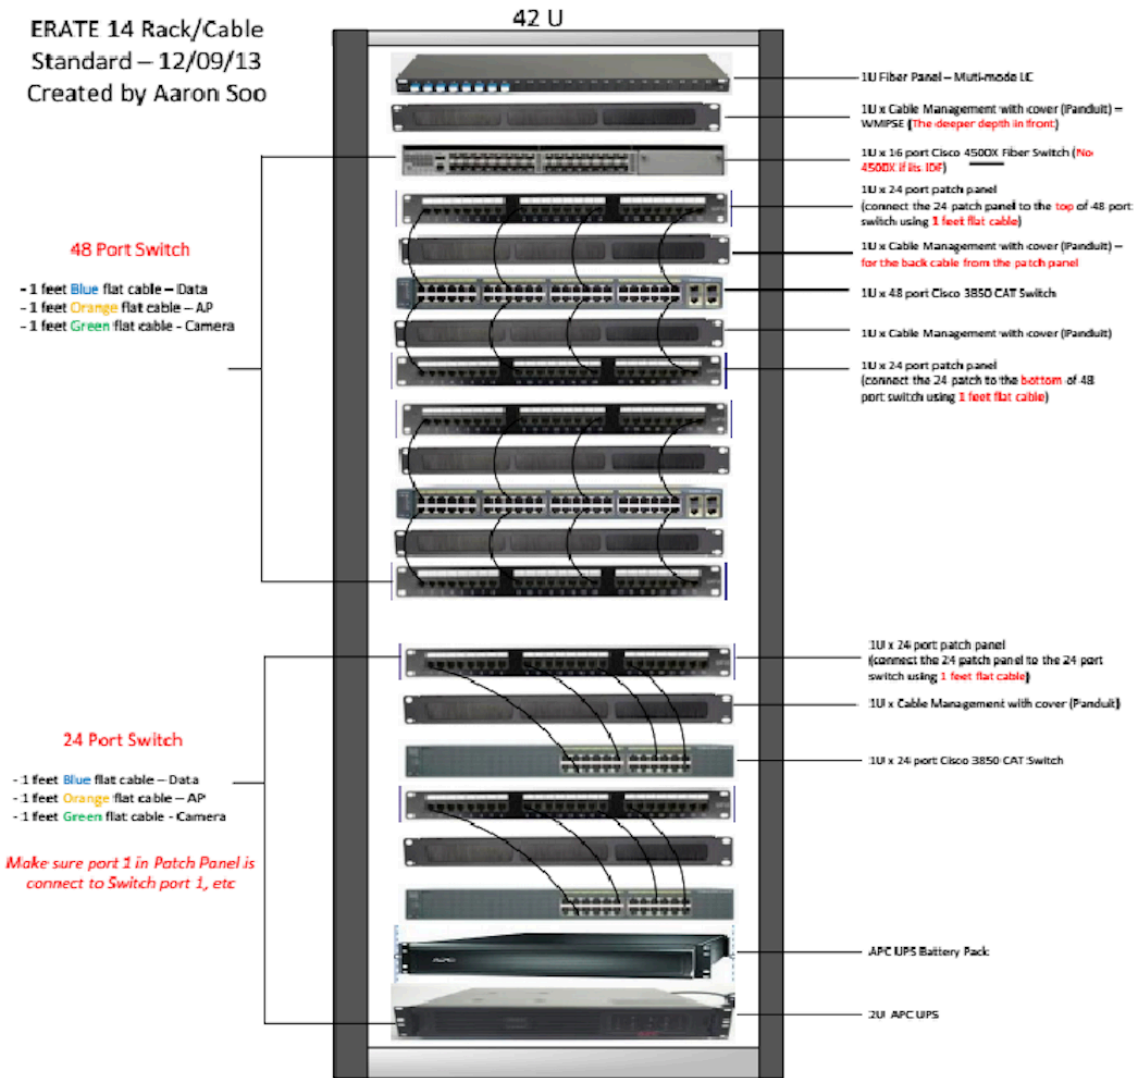 42 U
ERATE 14 Rack/Cable
Standard – 12/09/13
Created by Aaron Soo
1U Fiber Panel – Muti-mode LC
1U x Cable Management with cover (Panduit) –
WMPSE (The deeper depth in front)
1U x 16 port Cisco 4500X Fiber Switch (No
4500X if its IDF)
1U x 24 port patch panel
(connect the 24 patch panel to the top of 48 port
switch using 1 feet flat cable)
1U x Cable Management with cover (Panduit) –
for the back cable from the patch panel
1U x 48 port Cisco 3850 CAT Switch
1U x Cable Management with cover (Panduit)
1U x 24 port patch panel
(connect the 24 patch to the bottom of 48
port switch using 1 feet flat cable)
48 Port Switch
- 1 feet Blue flat cable – Data
- 1 feet Orange flat cable – AP
- 1 feet Green flat cable - Camera
1U x 24 port patch panel
(connect the 24 patch panel to the 24 port
switch using 1 feet flat cable)
1U x Cable Management with cover (Panduit)
1U x 24 port Cisco 3850 CAT Switch
24 Port Switch
- 1 feet Blue flat cable – Data
- 1 feet Orange flat cable – AP
- 1 feet Green flat cable - Camera
Make sure port 1 in Patch Panel is
connect to Switch port 1, etc
APC UPS Battery Pack
2U APC UPS